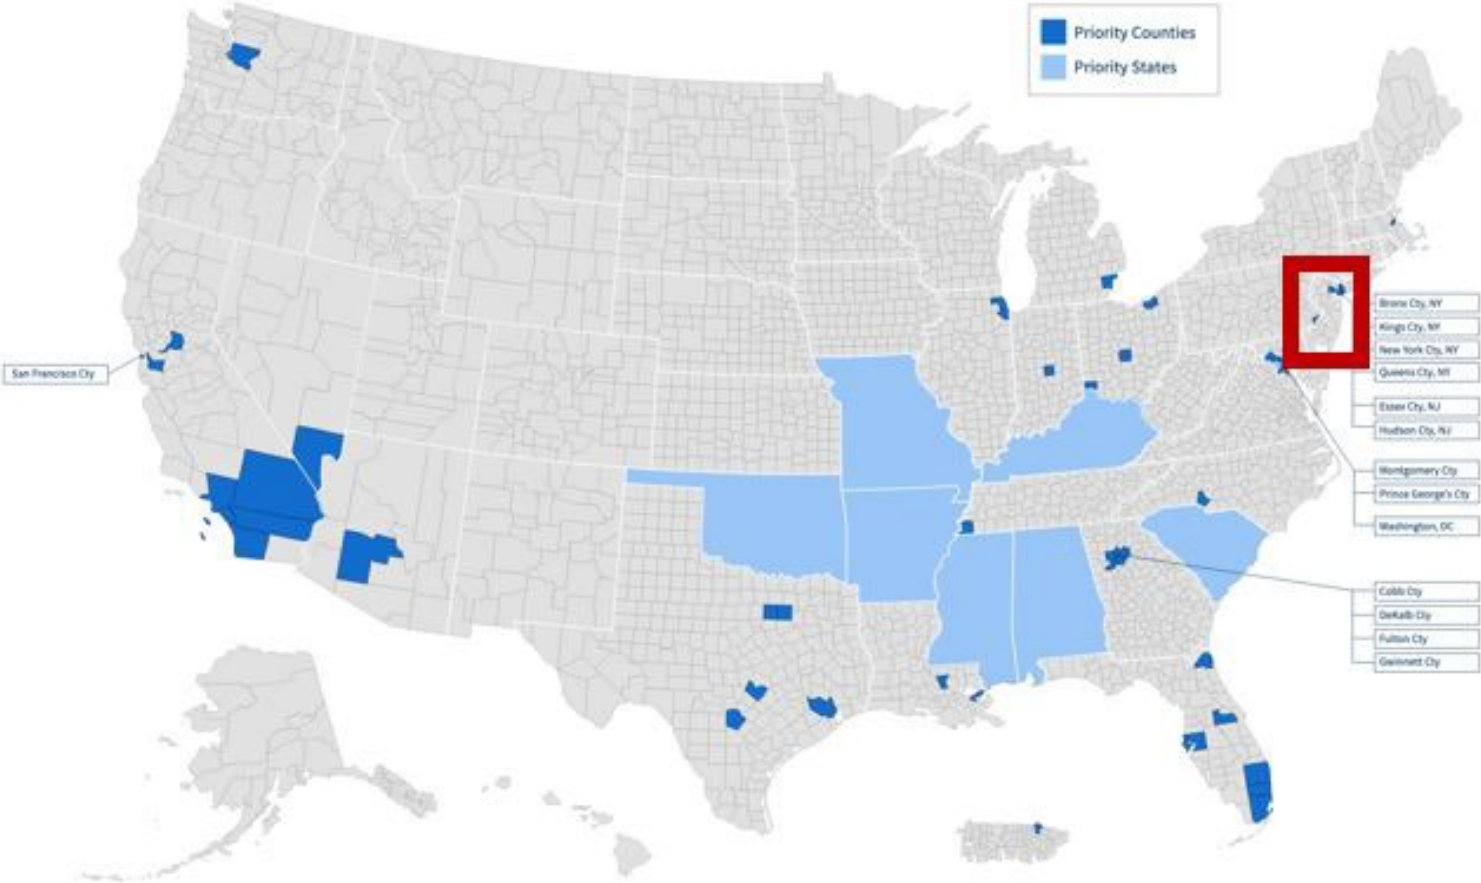 Priority Counties
Priority States
San Francisco Cty
Bronx Cty, NY
Kings Cty, NY
New York Cty, NY
Queens Cty, NY
Essex Cty, NJ
Hudson Cty, NJ
Montgomery Cty
Prince George's Cty
Washington, DC
Cobb Cty
DeKalb Cty
Fulton Cty
Gwinnett Cty